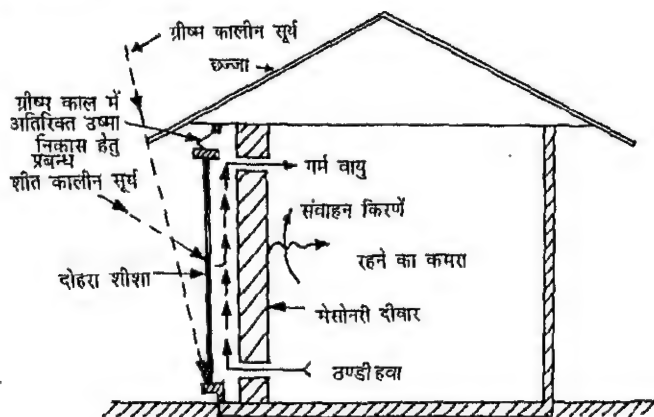 ग्रीष्म कालीन सूर्य
छज्जा
ग्रीष्म काल में
अतिरिक्त उष्मा
निकास हेतु
प्रबन्ध
शीत कालीन सूर्य
गर्म वायु
संवाहन किरणें
रहने का कमरा
दोहरा शीशा
मेसोनरी दीवार
ठण्डी हवा